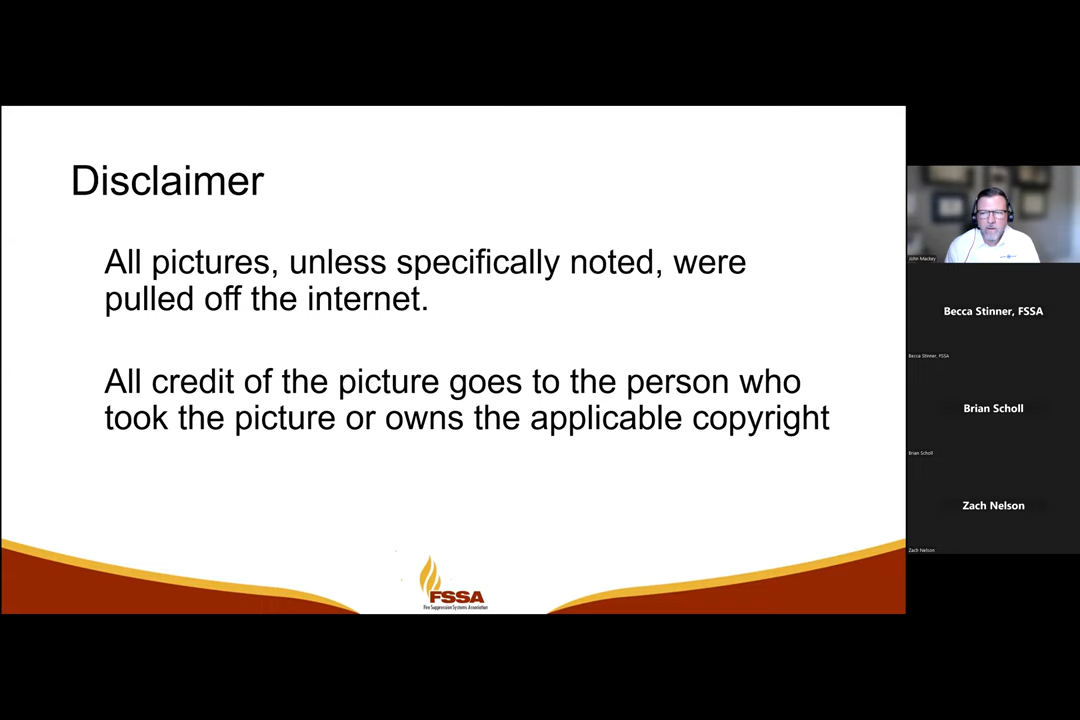 Disclaimer
All pictures, unless specifically noted, were
pulled off the internet.
All credit of the picture goes to the person who
took the picture or owns the applicable copyright
FSSA
Fire Suppression Systems Association
John Mackey
Becca Stinner, FSSA
Becca Stinner, FSSA
Brian Scholl
Brian Scholl
Zach Nelson
Zach Nelson